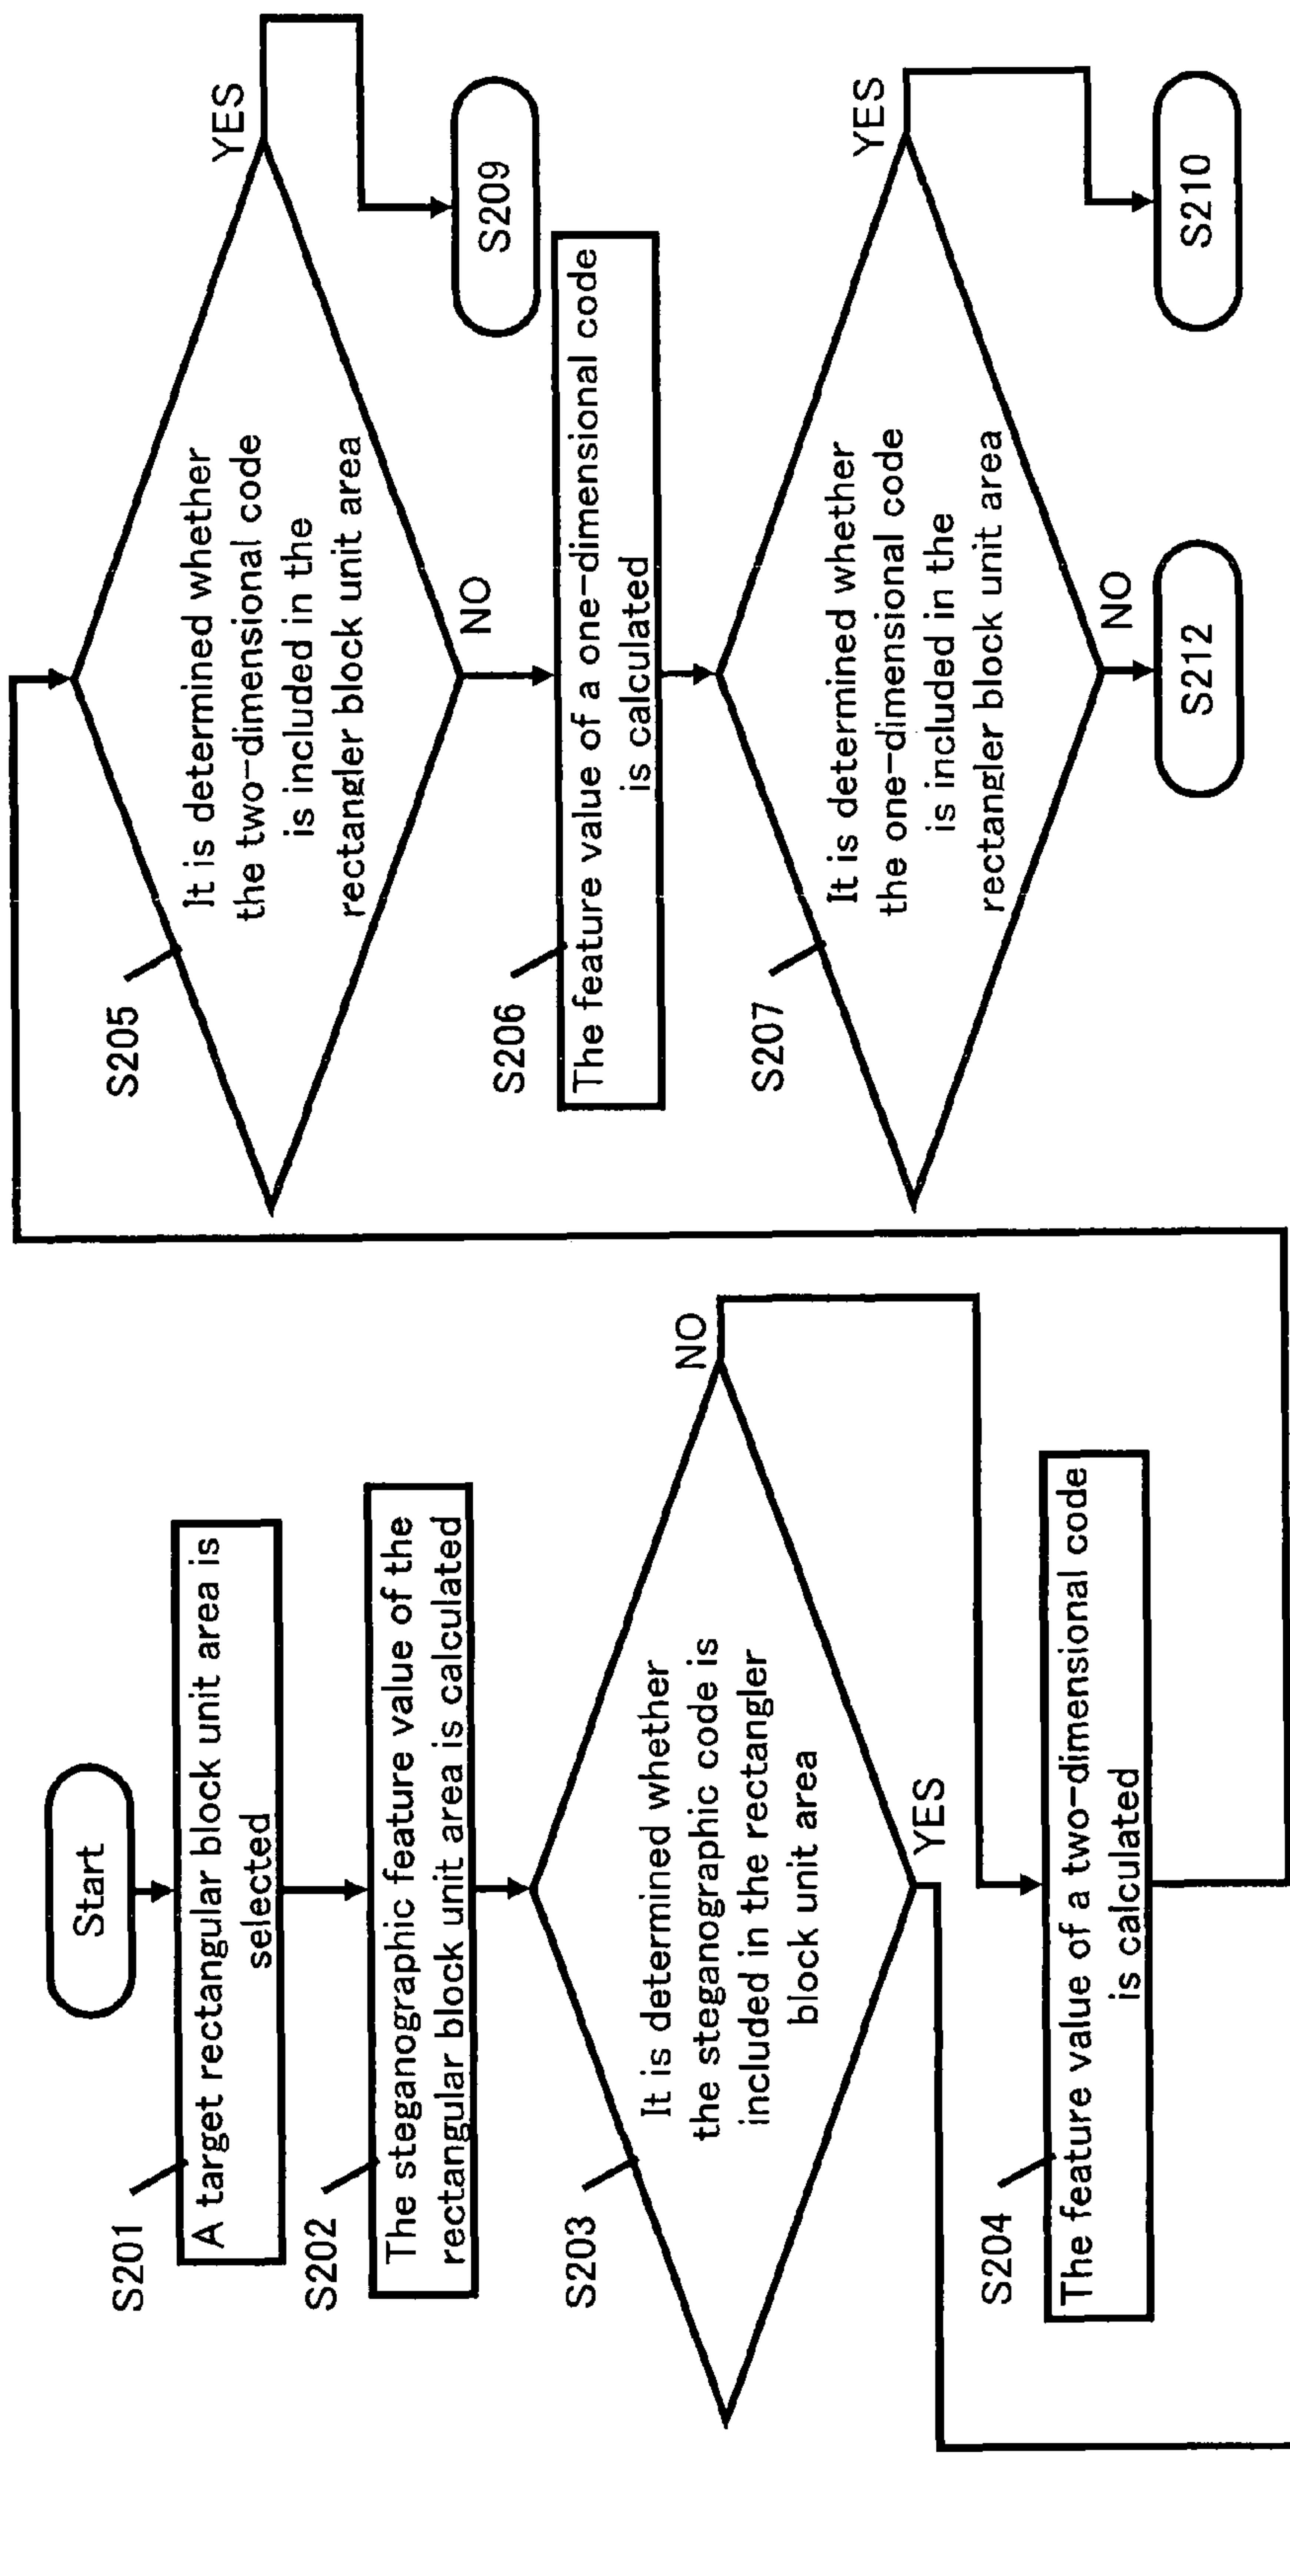 Start
S201
A target rectangular block unit area is
selected
S202
The steganographic feature value of the
rectangular block unit area is calculated
S203
It is determined whether
the steganographic code is
included in the rectangler
block unit area
NO
YES
S204
The feature value of a two-dimensional code
is calculated
S205
It is determined whether
the two-dimensional code
is included in the
rectangler block unit area
YES
S209
NO
S206
The feature value of a one-dimensional code
is calculated
S207
It is determined whether
the one-dimensional code
is included in the
rectangler block unit area
YES
S210
NO
S212